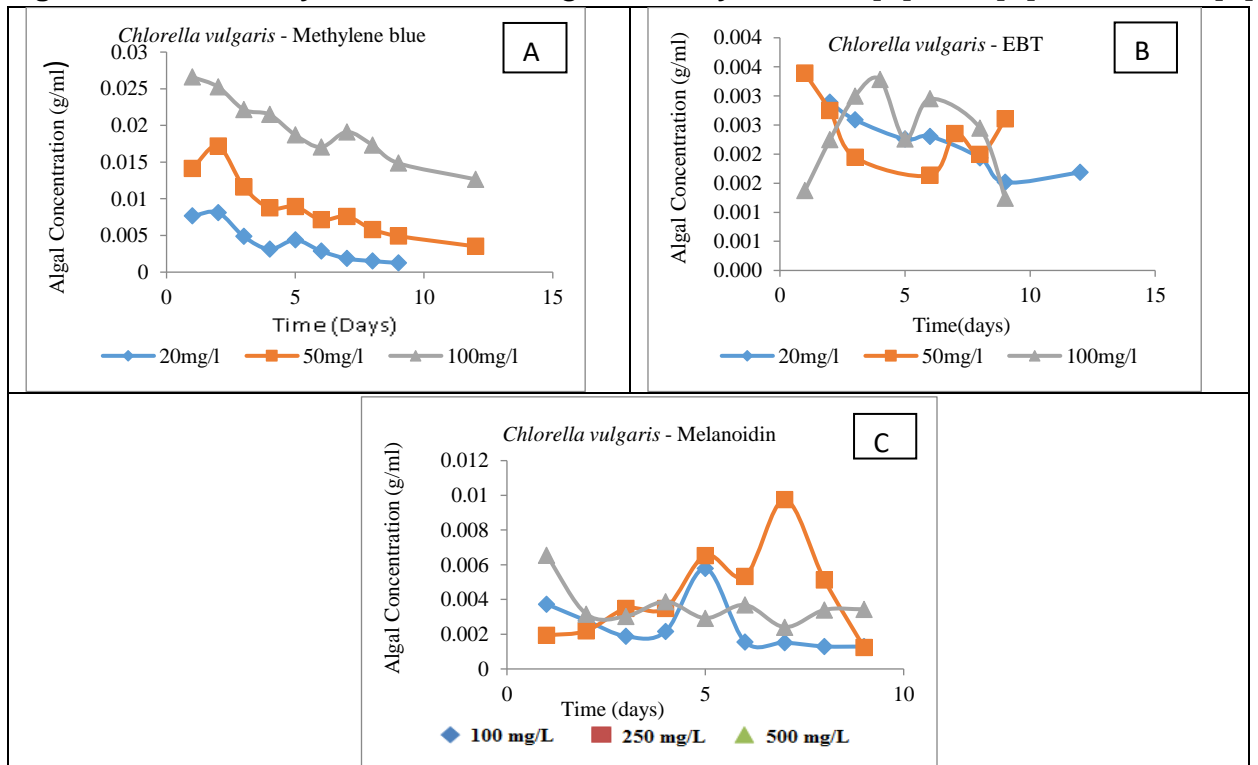 Chlorella vulgaris - Methylene blue
A
Algal Concentration (g/ml)
0.03
0.025
0.02
0.015
0.01
0.005
0
0 5 10 15
Time (Days)
20mg/l 50mg/l 100mg/l
Chlorella vulgaris - EBT
B
Algal Concentration (g/ml)
0.004
0.004
0.003
0.003
0.002
0.002
0.001
0.001
0.000
0 5 10 15
Time(days)
20mg/l 50mg/l 100mg/l
Chlorella vulgaris - Melanoidin
C
Algal Concentration (g/ml)
0.012
0.01
0.008
0.006
0.004
0.002
0
0 5 10
Time (days)
100 mg/L 250 mg/L 500 mg/L